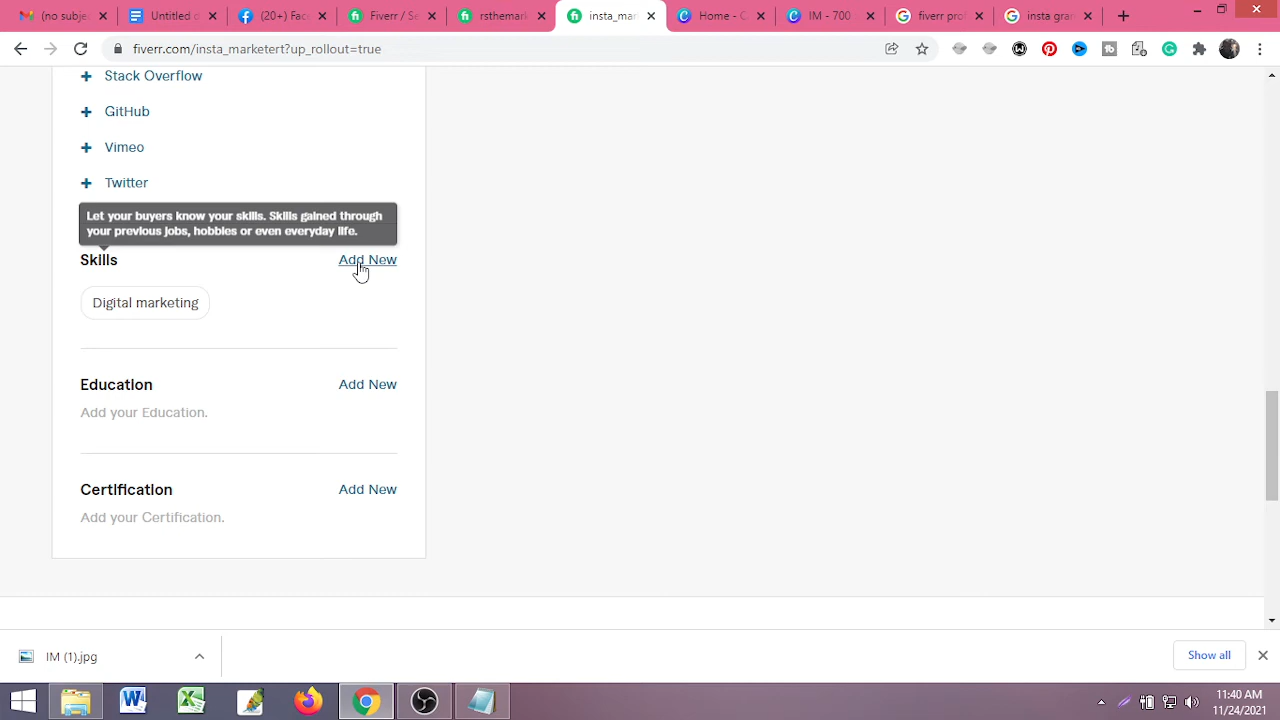 (no subje
Untitled d
(20+) Fac
Fiverr / Se
rsthemark
insta_mar
Home - C
IM - 700
fiverr pro
insta gra
fiverr.com/insta_marketert?up_rollout=true
Stack Overflow
GitHub
Vimeo
Twitter
Let your buyers know your skills. Skills gained through
your previous jobs, hobbies or even everyday life.
Skills Add New
Digital marketing
Education Add New
Add your Education.
Certification Add New
Add your Certification.
IM (1).jpg
Show all
11:40 AM
11/24/2021